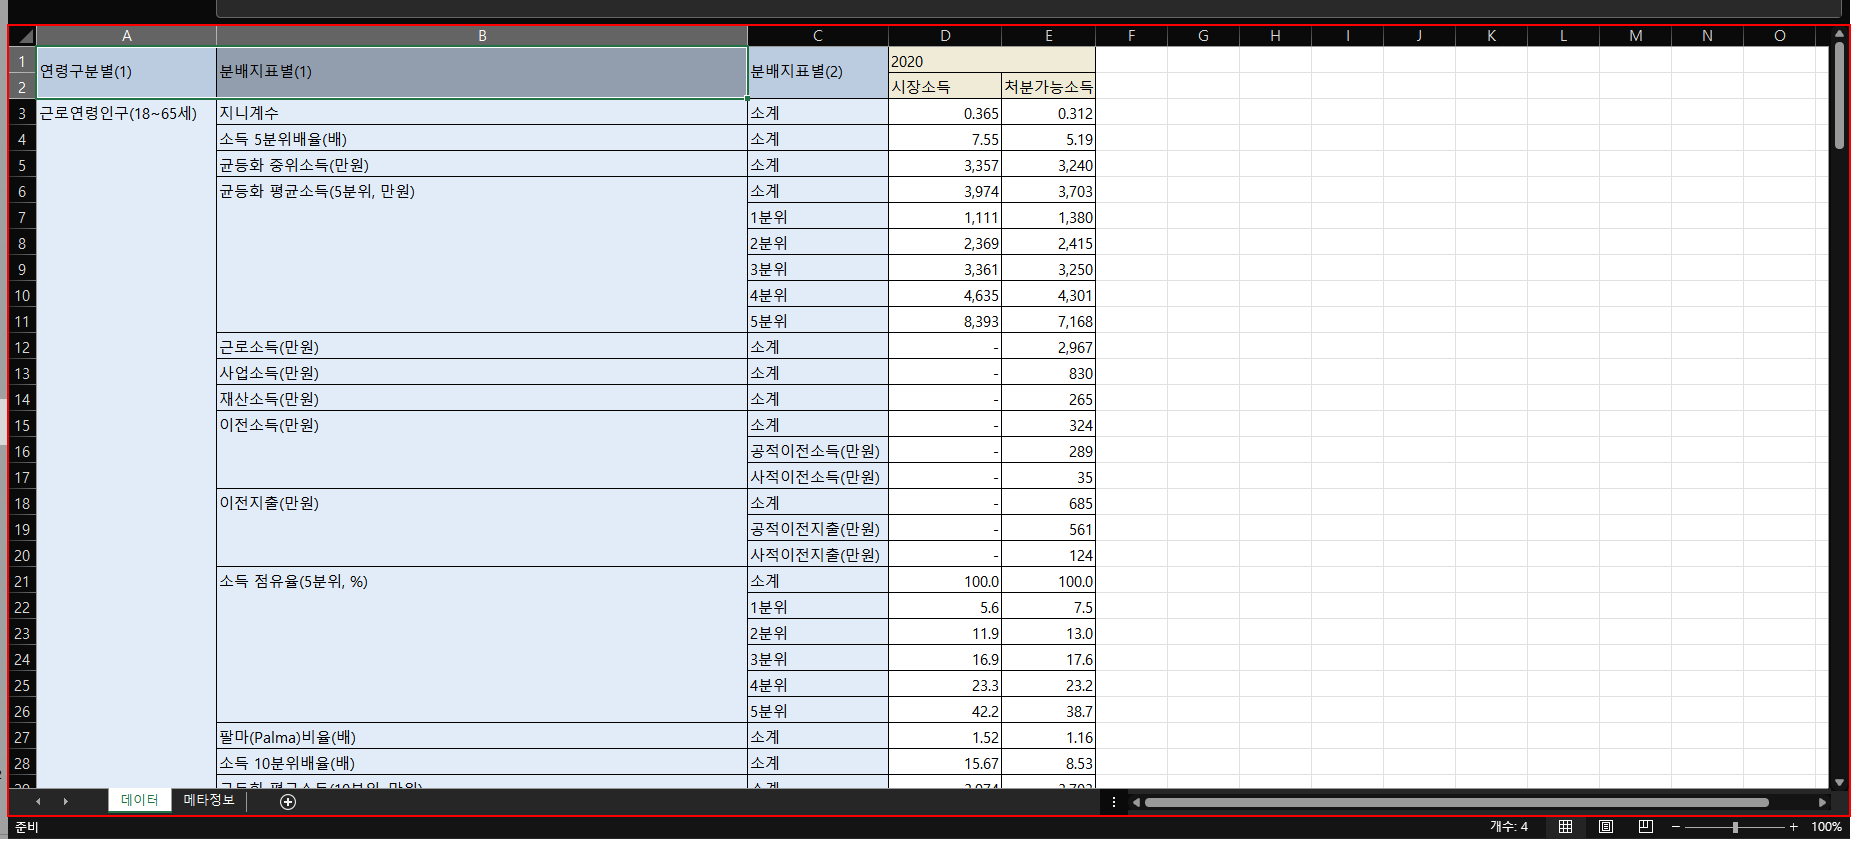 A B C D E F G H I J K L M N O
1 연령구분별(1) 분배지표별(1) 분배지표별(2) 2020
2 시장소득 처분가능소득
3 근로연령인구(18~65세) 지니계수 소계 0.365 0.312
4 소득 5분위배율(배) 소계 7.55 5.19
5 균등화 중위소득(만원) 소계 3,357 3,240
6 균등화 평균소득(5분위, 만원) 소계 3,974 3,703
7 1분위 1,111 1,380
8 2분위 2,369 2,415
9 3분위 3,361 3,250
10 4분위 4,635 4,301
11 5분위 8,393 7,168
12 근로소득(만원) 소계 - 2,967
13 사업소득(만원) 소계 - 830
14 재산소득(만원) 소계 - 265
15 이전소득(만원) 소계 - 324
16 공적이전소득(만원) - 289
17 사적이전소득(만원) - 35
18 이전지출(만원) 소계 - 685
19 공적이전지출(만원) - 561
20 사적이전지출(만원) - 124
21 소득 점유율(5분위, %) 소계 100.0 100.0
22 1분위 5.6 7.5
23 2분위 11.9 13.0
24 3분위 16.9 17.6
25 4분위 23.3 23.2
26 5분위 42.2 38.7
27 팔마(Palma)비율(배) 소계 1.52 1.16
28 소득 10분위배율(배) 소계 15.67 8.53
데이터 메타정보
준비 개수: 4 100%